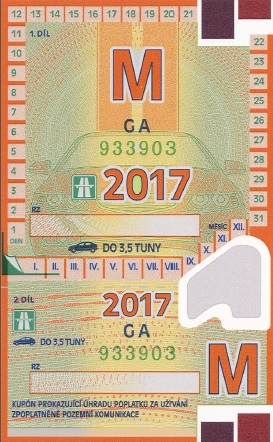 12 13 14 15 16 17 18 19 20 21
11 10 9 8 7 6 5 4 3 2 1
DEN
1. DÍL
M
GA
933903
2017
RZ
DO 3,5 TUNY
22 23 24 25 26 27 28 29 30 31
MĚSÍC
I. II. III. IV. V. VI. VII. VIII. IX. X. XI. XII.
2. DÍL
2017
GA
DO 3,5 TUNY
933903
RZ
M
KUPÓN PROKAZUJÍCÍ ÚHRADU POPLATKU ZA UŽÍVÁNÍ
ZPOPLATNĚNÉ POZEMNÍ KOMUNIKACE